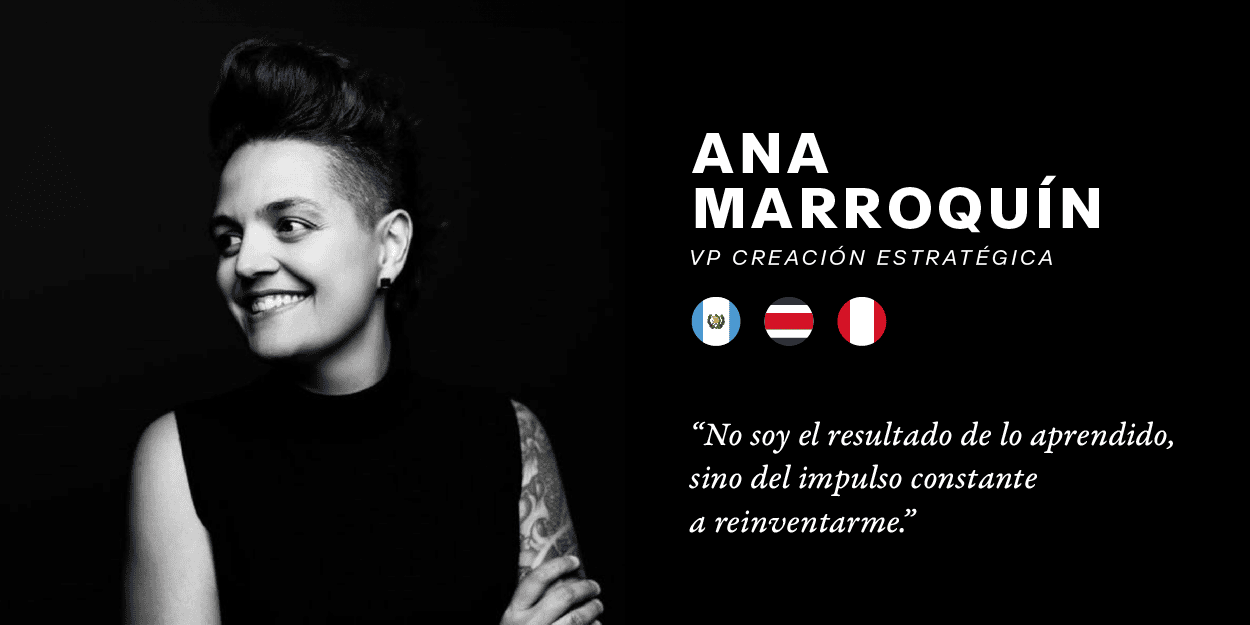 ANA
MARROQUÍN
VP CREACIÓN ESTRATÉGICA
“No soy el resultado de lo aprendido,
sino del impulso constante
a reinventarme.”